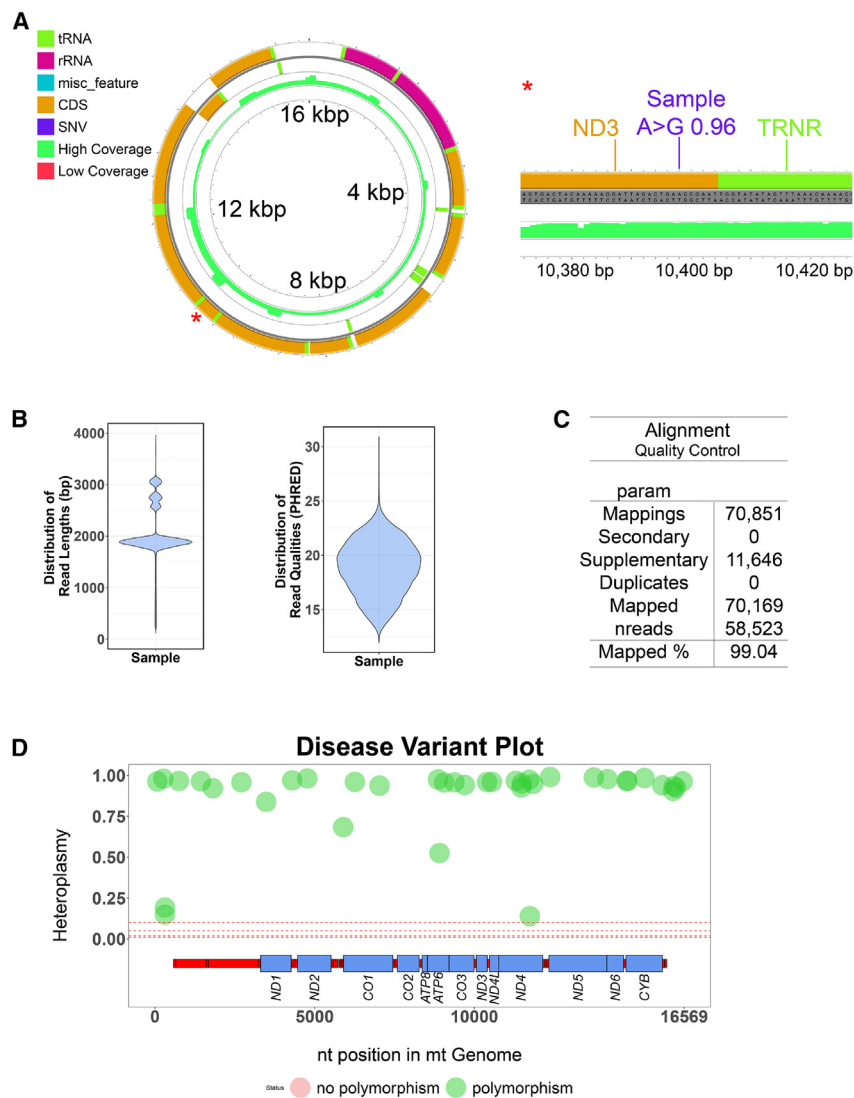 A
tRNA
rRNA
misc_feature
CDS
SNV
High Coverage
Low Coverage
16 kbp
4 kbp
12 kbp
8 kbp
*
*
Sample
ND3
A>G 0.96
TRNR
10,380 bp
10,400 bp
10,420 bp
B
Distribution of
Read Lengths (bp)
4000
3000
2000
1000
0
Sample
Distribution of
Read Qualities (PHRED)
30
25
20
15
Sample
C
Alignment
Quality Control
param
Mappings 70,851
Secondary 0
Supplementary 11,646
Duplicates 0
Mapped 70,169
nreads 58,523
Mapped % 99.04
D
Disease Variant Plot
Heteroplasmy
1.00
0.75
0.50
0.25
0.00
ND1
ND2
CO1
CO2
ATP8
ATP6
CO3
ND3
ND4L
ND4
ND5
ND6
CYB
0
5000
10000
16569
nt position in mt Genome
Status no polymorphism polymorphism